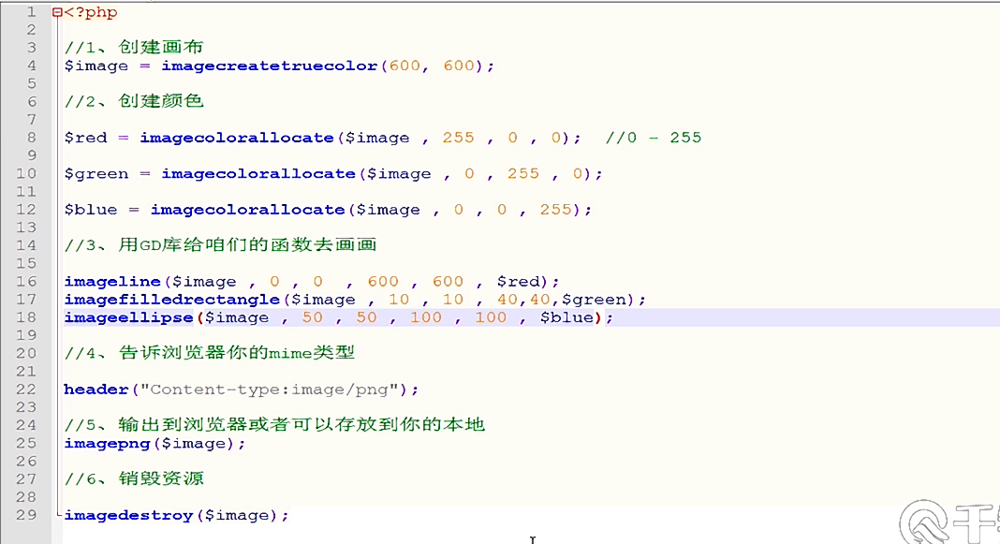 1 <?php
2
3 //1、创建画布
4 $image = imagecreatetruecolor(600, 600);
5
6 //2、创建颜色
7
8 $red = imagecolorallocate($image , 255 , 0 , 0);  //0 - 255
9
10 $green = imagecolorallocate($image , 0 , 255 , 0);
11
12 $blue = imagecolorallocate($image , 0 , 0 , 255);
13
14 //3、用GD库给咱们的函数去画画
15
16 imageline($image , 0 , 0  , 600 , 600 , $red);
17 imagefilledrectangle($image , 10 , 10 , 40,40,$green);
18 imageellipse($image , 50 , 50 , 100 , 100 , $blue);
19
20 //4、告诉浏览器你的mime类型
21
22 header("Content-type:image/png");
23
24 //5、输出到浏览器或者可以存放到你的本地
25 imagepng($image);
26
27 //6、销毁资源
28
29 imagedestroy($image);
千